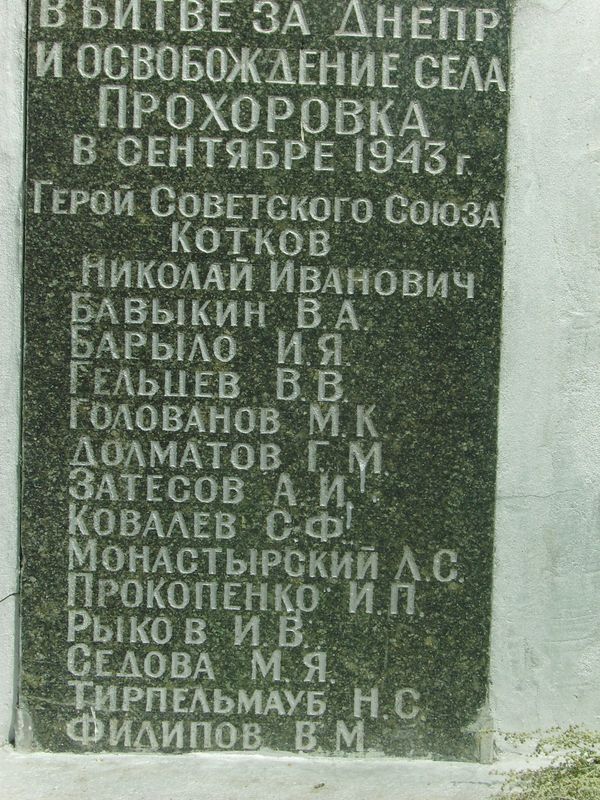 В БИТВЕ ЗА ДНЕПР
И ОСВОБОЖДЕНИЕ СЕЛА
ПРОХОРОВКА
В СЕНТЯБРЕ 1943 г.
ГЕРОЙ СОВЕТСКОГО СОЮЗА
КОТКОВ
НИКОЛАЙ ИВАНОВИЧ
БАВЫКИН В.А.
БАРЫЛО И.Я
ГЕЛЬЦЕВ В.В.
ГОЛОВАНОВ М.К
ДОЛМАТОВ Г.М.
ЗАТЕСОВ А.И.
КОВАЛЕВ С.Ф.
МОНАСТЫРСКИЙ Л.С.
ПРОКОПЕНКО И.П.
РЫКОВ И.В.
СЕДОВА М.Я.
ТИРПЕЛЬМАУБ Н.С.
ФИЛИПОВ В.М